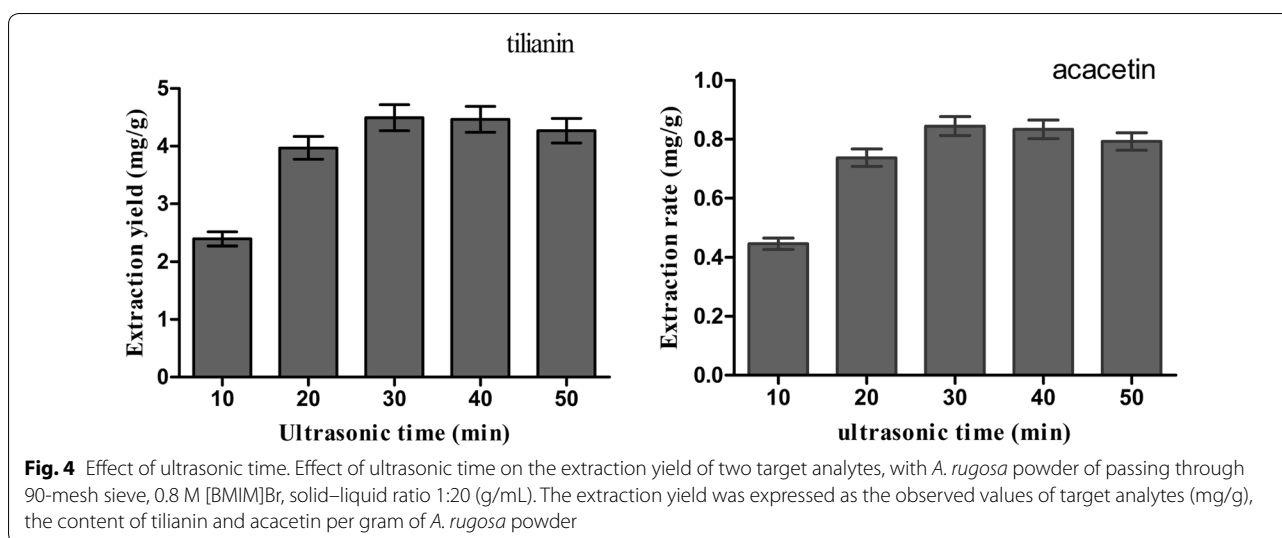 tilianin
Extraction yield (mg/g)
5
4
3
2
1
0
10 20 30 40 50
Ultrasonic time (min)
acacetin
Extraction rate (mg/g)
1.0
0.8
0.6
0.4
0.2
0.0
10 20 30 40 50
ultrasonic time (min)
Fig. 4 Effect of ultrasonic time. Effect of ultrasonic time on the extraction yield of two target analytes, with A. rugosa powder of passing through
90-mesh sieve, 0.8 M [BMIM]Br, solid–liquid ratio 1:20 (g/mL). The extraction yield was expressed as the observed values of target analytes (mg/g),
the content of tilianin and acacetin per gram of A. rugosa powder